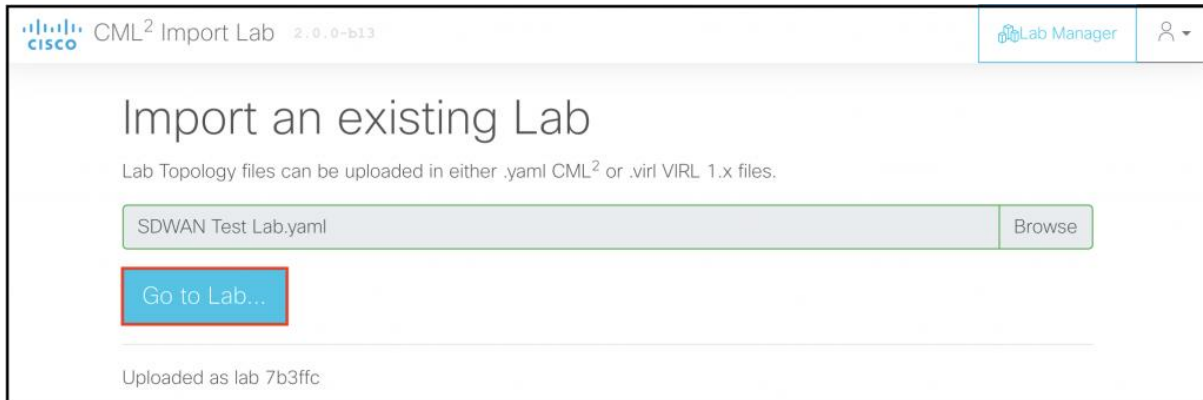 CISCO CML² Import Lab 2.0.0-b13 Lab Manager
Import an existing Lab
Lab Topology files can be uploaded in either .yaml CML² or .virl VIRL 1.x files.
SDWAN Test Lab.yaml Browse
Go to Lab...
Uploaded as lab 7b3ffc